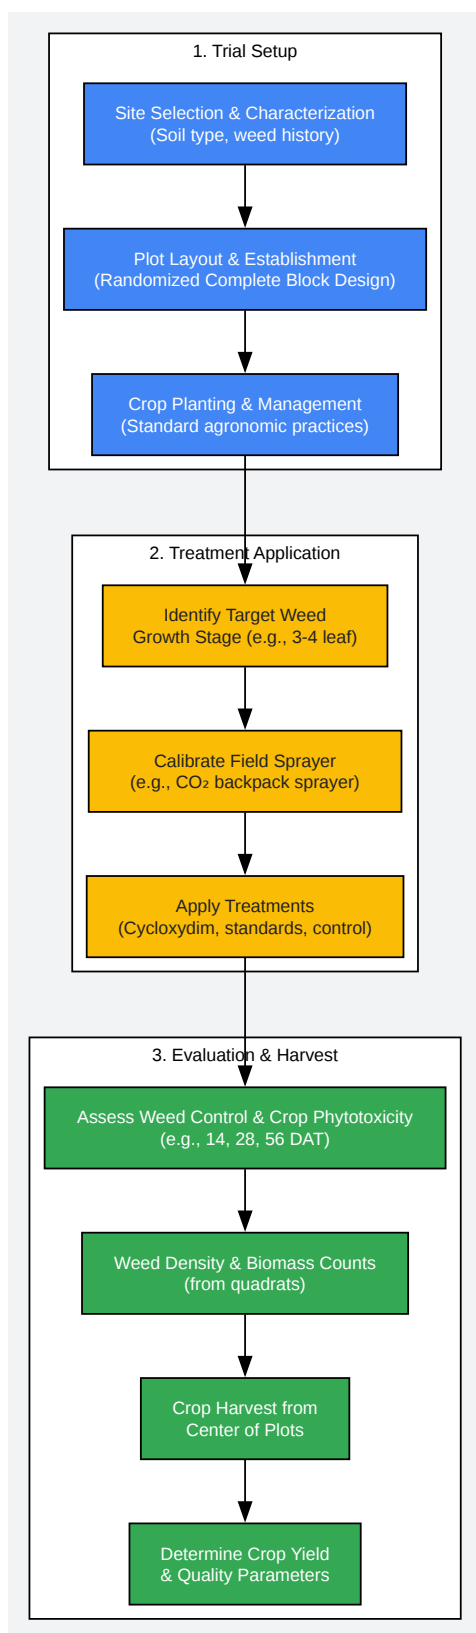 1. Trial Setup
Site Selection & Characterization
(Soil type, weed history)
Plot Layout & Establishment
(Randomized Complete Block Design)
Crop Planting & Management
(Standard agronomic practices)
2. Treatment Application
Identify Target Weed
Growth Stage (e.g., 3-4 leaf)
Calibrate Field Sprayer
(e.g., CO₂ backpack sprayer)
Apply Treatments
(Cycloxydim, standards, control)
3. Evaluation & Harvest
Assess Weed Control & Crop Phytotoxicity
(e.g., 14, 28, 56 DAT)
Weed Density & Biomass Counts
(from quadrats)
Crop Harvest from
Center of Plots
Determine Crop Yield
& Quality Parameters